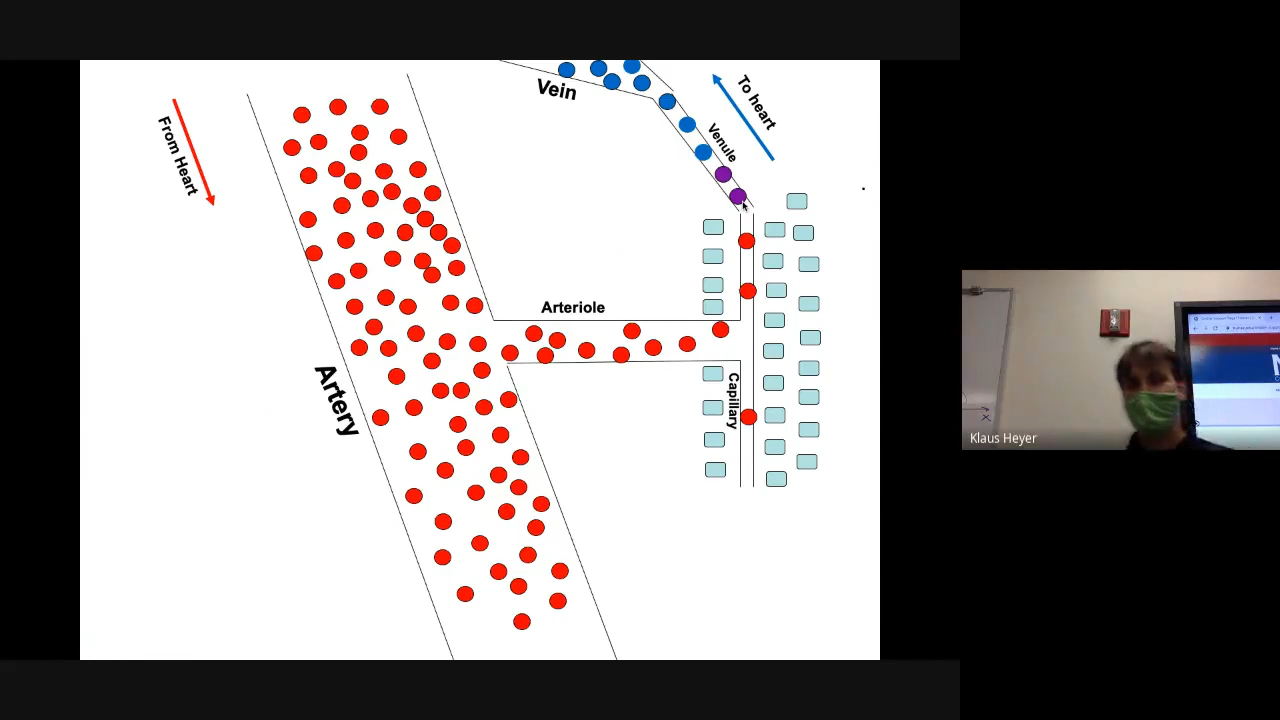 From Heart
Vein
To heart
Venule
Arteriole
Artery
Capillary
Klaus Heyer
X